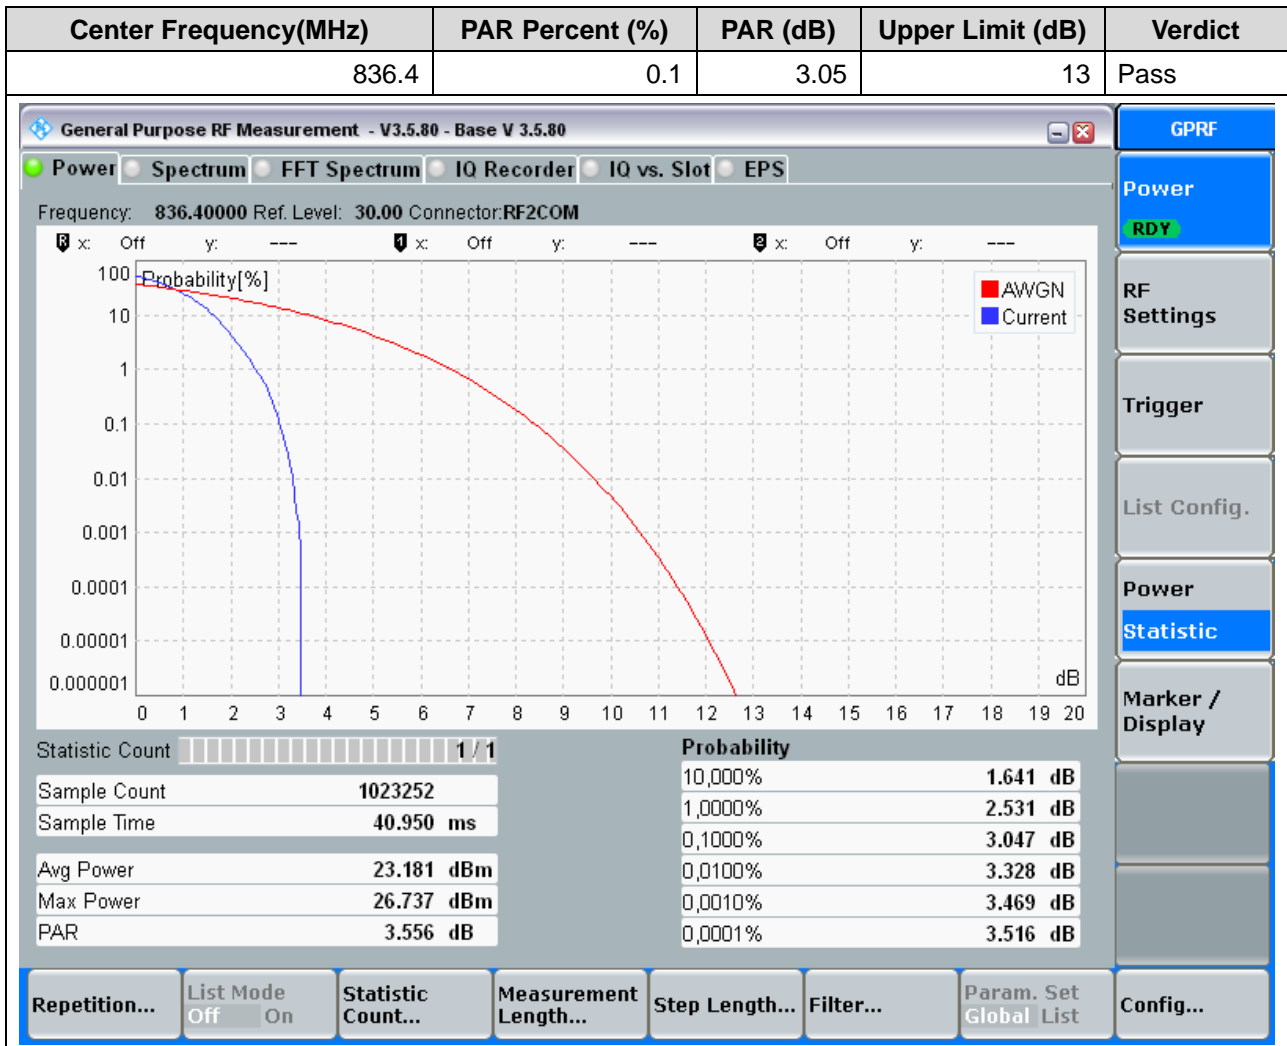 Center Frequency(MHz) PAR Percent (%) PAR (dB) Upper Limit (dB) Verdict
836.4 0.1 3.05 13 Pass
General Purpose RF Measurement - V3.5.80 - Base V 3.5.80
GPRF
Power Spectrum FFT Spectrum IQ Recorder IQ vs. Slot EPS
Frequency: 836.40000 Ref. Level: 30.00 Connector:RF2COM
R x: Off y: --- 1 x: Off y: --- 2 x: Off y: ---
Probability[%]
100
10
1
0.1
0.01
0.001
0.0001
0.00001
0.000001
AWGN
Current
dB
0 1 2 3 4 5 6 7 8 9 10 11 12 13 14 15 16 17 18 19 20
Statistic Count 1 / 1
Sample Count 1023252
Sample Time 40.950 ms
Avg Power 23.181 dBm
Max Power 26.737 dBm
PAR 3.556 dB
Probability
10,000% 1.641 dB
1,0000% 2.531 dB
0,1000% 3.047 dB
0,0100% 3.328 dB
0,0010% 3.469 dB
0,0001% 3.516 dB
Power
RDY
RF
Settings
Trigger
List Config.
Power
Statistic
Marker /
Display
Repetition...
List Mode
Off On
Statistic
Count...
Measurement
Length...
Step Length...
Filter...
Param. Set
Global List
Config...